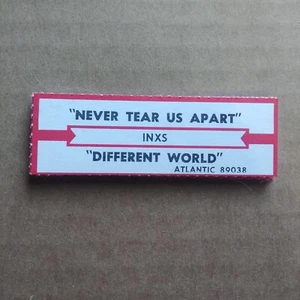 "NEVER TEAR US APART"
INXS
"DIFFERENT WORLD"
ATLANTIC 89038